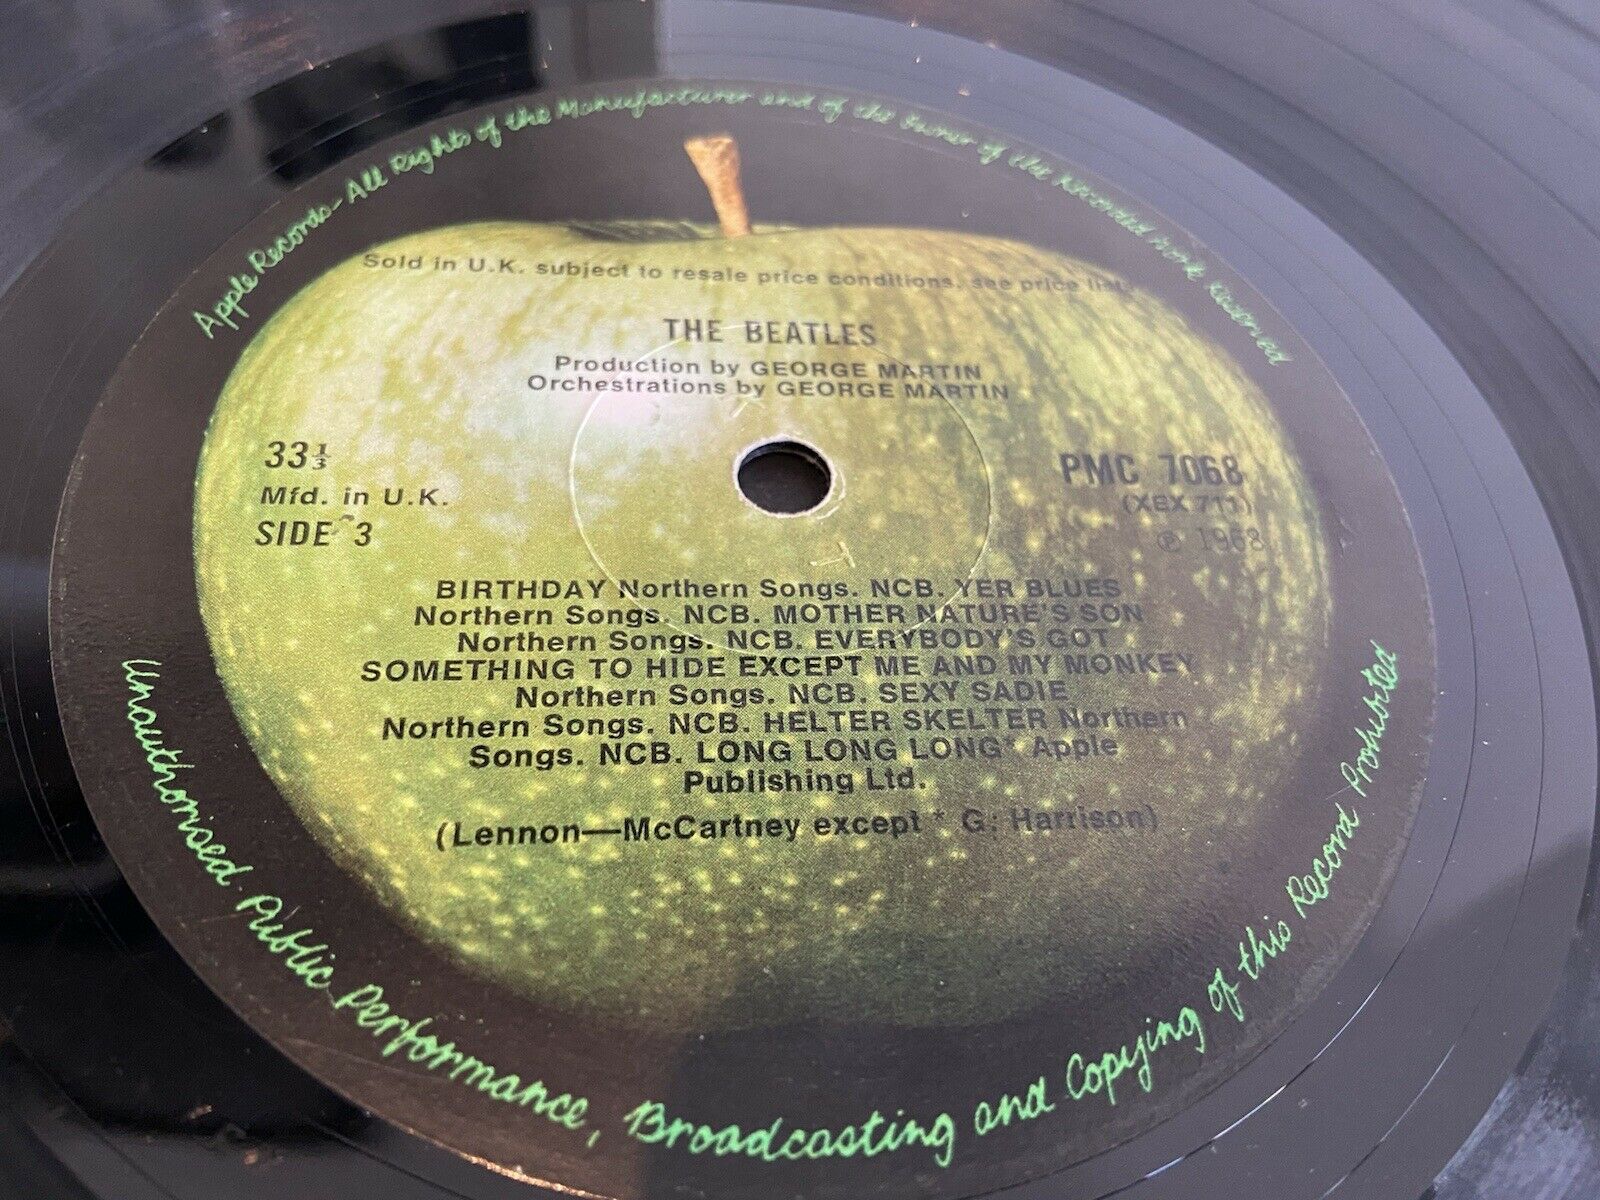 Apple Records-All Rights of the Manufacturer and of the Owner of the Recorded Work Reserved
Sold in U.K. subject to resale price conditions, see price list
THE BEATLES
Production by GEORGE MARTIN
Orchestrations by GEORGE MARTIN
33⅓
Mfd. in U.K.
SIDE 3
PMC 7068
(XEX 711)
℗ 1968
BIRTHDAY Northern Songs. NCB. YER BLUES
Northern Songs. NCB. MOTHER NATURE'S SON
Northern Songs. NCB. EVERYBODY'S GOT
SOMETHING TO HIDE EXCEPT ME AND MY MONKEY
Northern Songs. NCB. SEXY SADIE
Northern Songs. NCB. HELTER SKELTER Northern
Songs. NCB. LONG LONG LONG* Apple
Publishing Ltd.
(Lennon—McCartney except * G. Harrison)
Unauthorised Public Performance, Broadcasting and Copying of this Record Prohibited